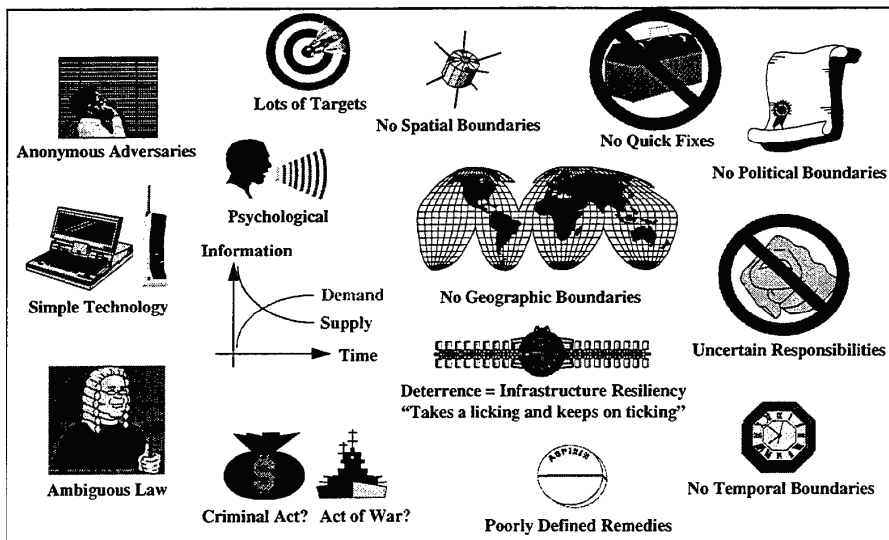 Lots of Targets
No Spatial Boundaries
No Quick Fixes
Anonymous Adversaries
No Political Boundaries
Psychological
Information
Demand
Supply
Time
Simple Technology
No Geographic Boundaries
Uncertain Responsibilities
Deterrence = Infrastructure Resiliency
“Takes a licking and keeps on ticking”
Ambiguous Law
$
Criminal Act?
Act of War?
ASPIRIN
Poorly Defined Remedies
No Temporal Boundaries